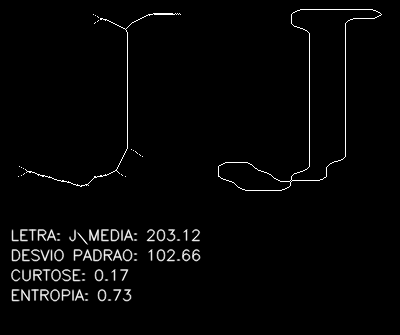 J J
LETRA: J\MEDIA: 203.12
DESVIO PADRAO: 102.66
CURTOSE: 0.17
ENTROPIA: 0.73